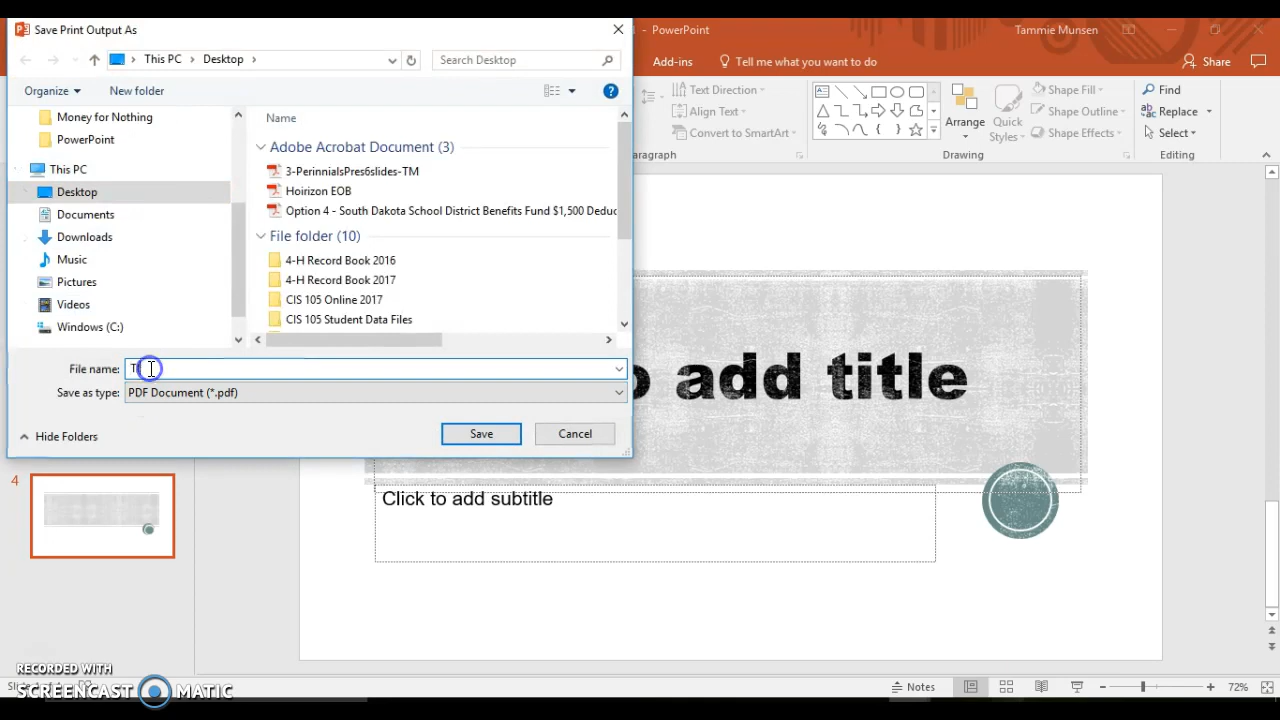 Save Print Output As
PowerPoint
Tammie Munsen
This PC
Desktop
Search Desktop
Add-ins
Tell me what you want to do
Share
Organize
New folder
Text Direction
Align Text
Convert to SmartArt
Arrange
Quick Styles
Shape Fill
Shape Outline
Shape Effects
Find
Replace
Select
aragraph
Drawing
Editing
Money for Nothing
PowerPoint
This PC
Desktop
Documents
Downloads
Music
Pictures
Videos
Windows (C:)
Name
Adobe Acrobat Document (3)
3-PerinnialsPres6slides-TM
Hoirizon EOB
Option 4 - South Dakota School District Benefits Fund $1,500 Deduc
File folder (10)
4-H Record Book 2016
4-H Record Book 2017
CIS 105 Online 2017
CIS 105 Student Data Files
File name:
Save as type: PDF Document (*.pdf)
Hide Folders
Save
Cancel
o add title
Click to add subtitle
4
RECORDED WITH
SCREENCAST MATIC
Notes
72%